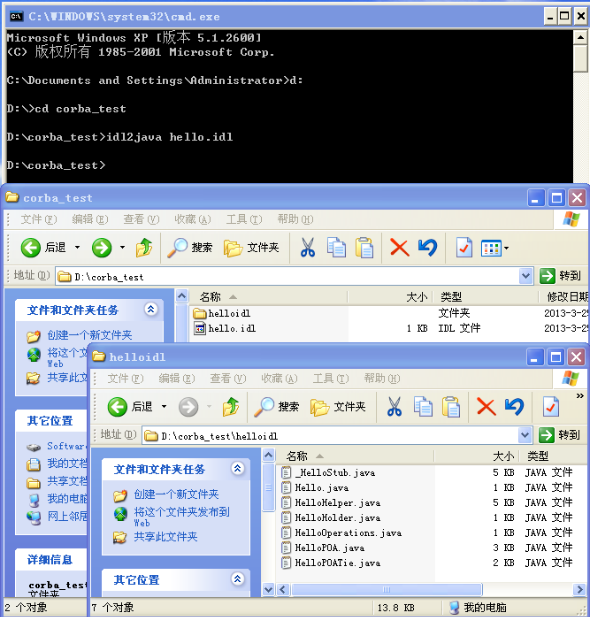 C:\WINDOWS\system32\cmd.exe
Microsoft Windows XP [版本 5.1.2600]
(C) 版权所有 1985-2001 Microsoft Corp.
C:\Documents and Settings\Administrator>d:
D:\>cd corba_test
D:\corba_test>idl2java hello.idl
D:\corba_test>
corba_test
文件(F) 编辑(E) 查看(V) 收藏(A) 工具(T) 帮助(H)
后退 搜索 文件夹
地址(D) D:\corba_test 转到
文件和文件夹任务
创建一个新文件夹
将这个文
Web
共享此文
其它位置
Software
我的文档
共享文档
我的电脑
网上邻居
详细信息
corba_test
文件夹
2 个对象
名称 大小 类型 修改日期
helloidl 文件夹 2013-3-29
hello.idl 1 KB IDL 文件 2013-3-29
helloidl
文件(F) 编辑(E) 查看(V) 收藏(A) 工具(T) 帮助(H)
后退 搜索 文件夹 »
地址(D) D:\corba_test\helloidl 转到
文件和文件夹任务
创建一个新文件夹
将这个文件夹发布到
Web
共享此文件夹
其它位置
名称 大小 类型
_HelloStub.java 5 KB JAVA 文件
Hello.java 1 KB JAVA 文件
HelloHelper.java 5 KB JAVA 文件
HelloHolder.java 1 KB JAVA 文件
HelloOperations.java 1 KB JAVA 文件
HelloPOA.java 3 KB JAVA 文件
HelloPOATie.java 2 KB JAVA 文件
7 个对象 13.8 KB 我的电脑